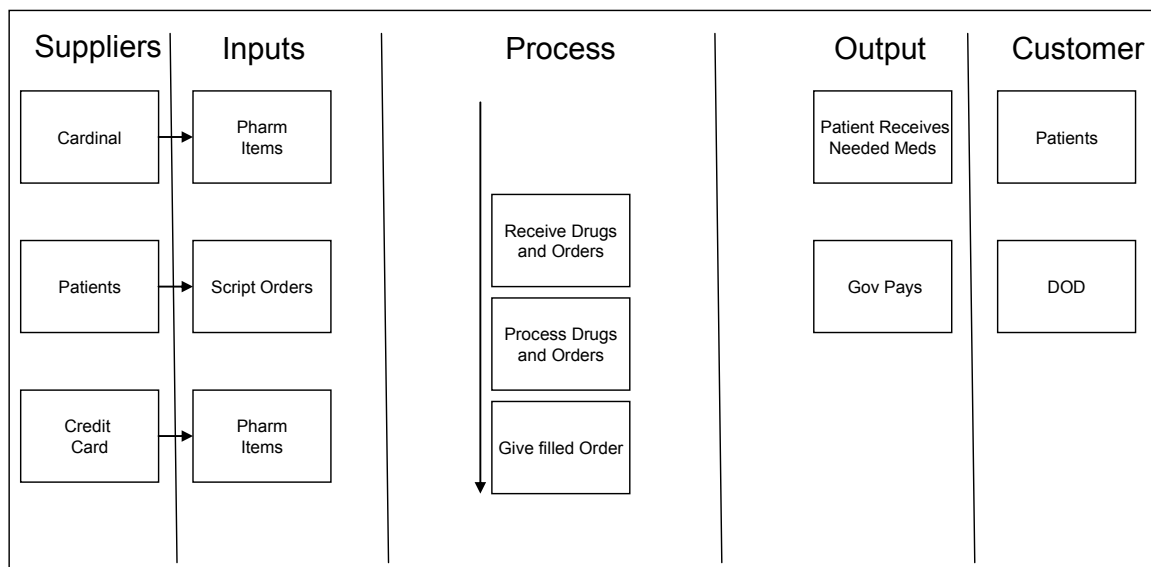 Suppliers
Inputs
Process
Output
Customer
Cardinal
Pharm
Items
Patient Receives
Needed Meds
Patients
Receive Drugs
and Orders
Patients
Script Orders
Gov Pays
DOD
Process Drugs
and Orders
Credit
Card
Pharm
Items
Give filled Order